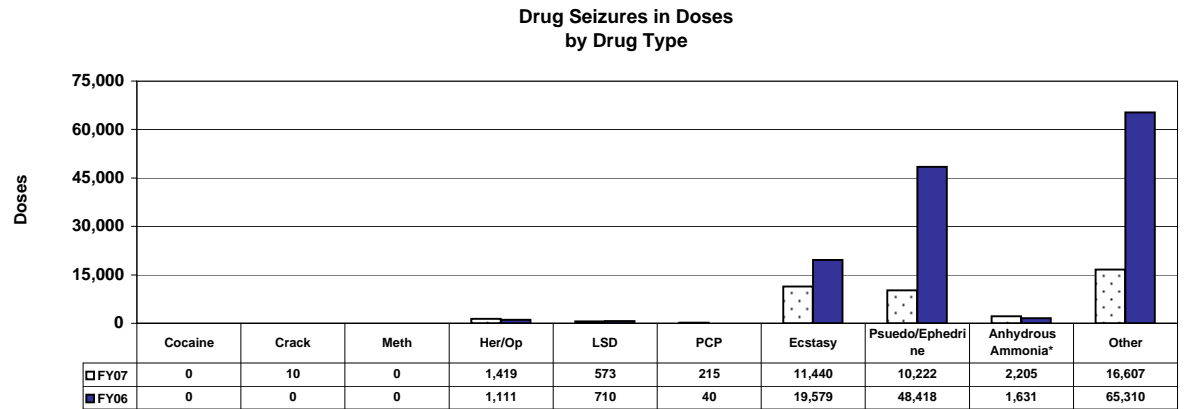 Drug Seizures in Doses
by Drug Type
75,000
60,000
45,000
30,000
15,000
0
Doses
Cocaine Crack Meth Her/Op LSD PCP Ecstasy Psuedo/Ephedri
ne Anhydrous
Ammonia* Other
FY07 0 10 0 1,419 573 215 11,440 10,222 2,205 16,607
FY06 0 0 0 1,111 710 40 19,579 48,418 1,631 65,310